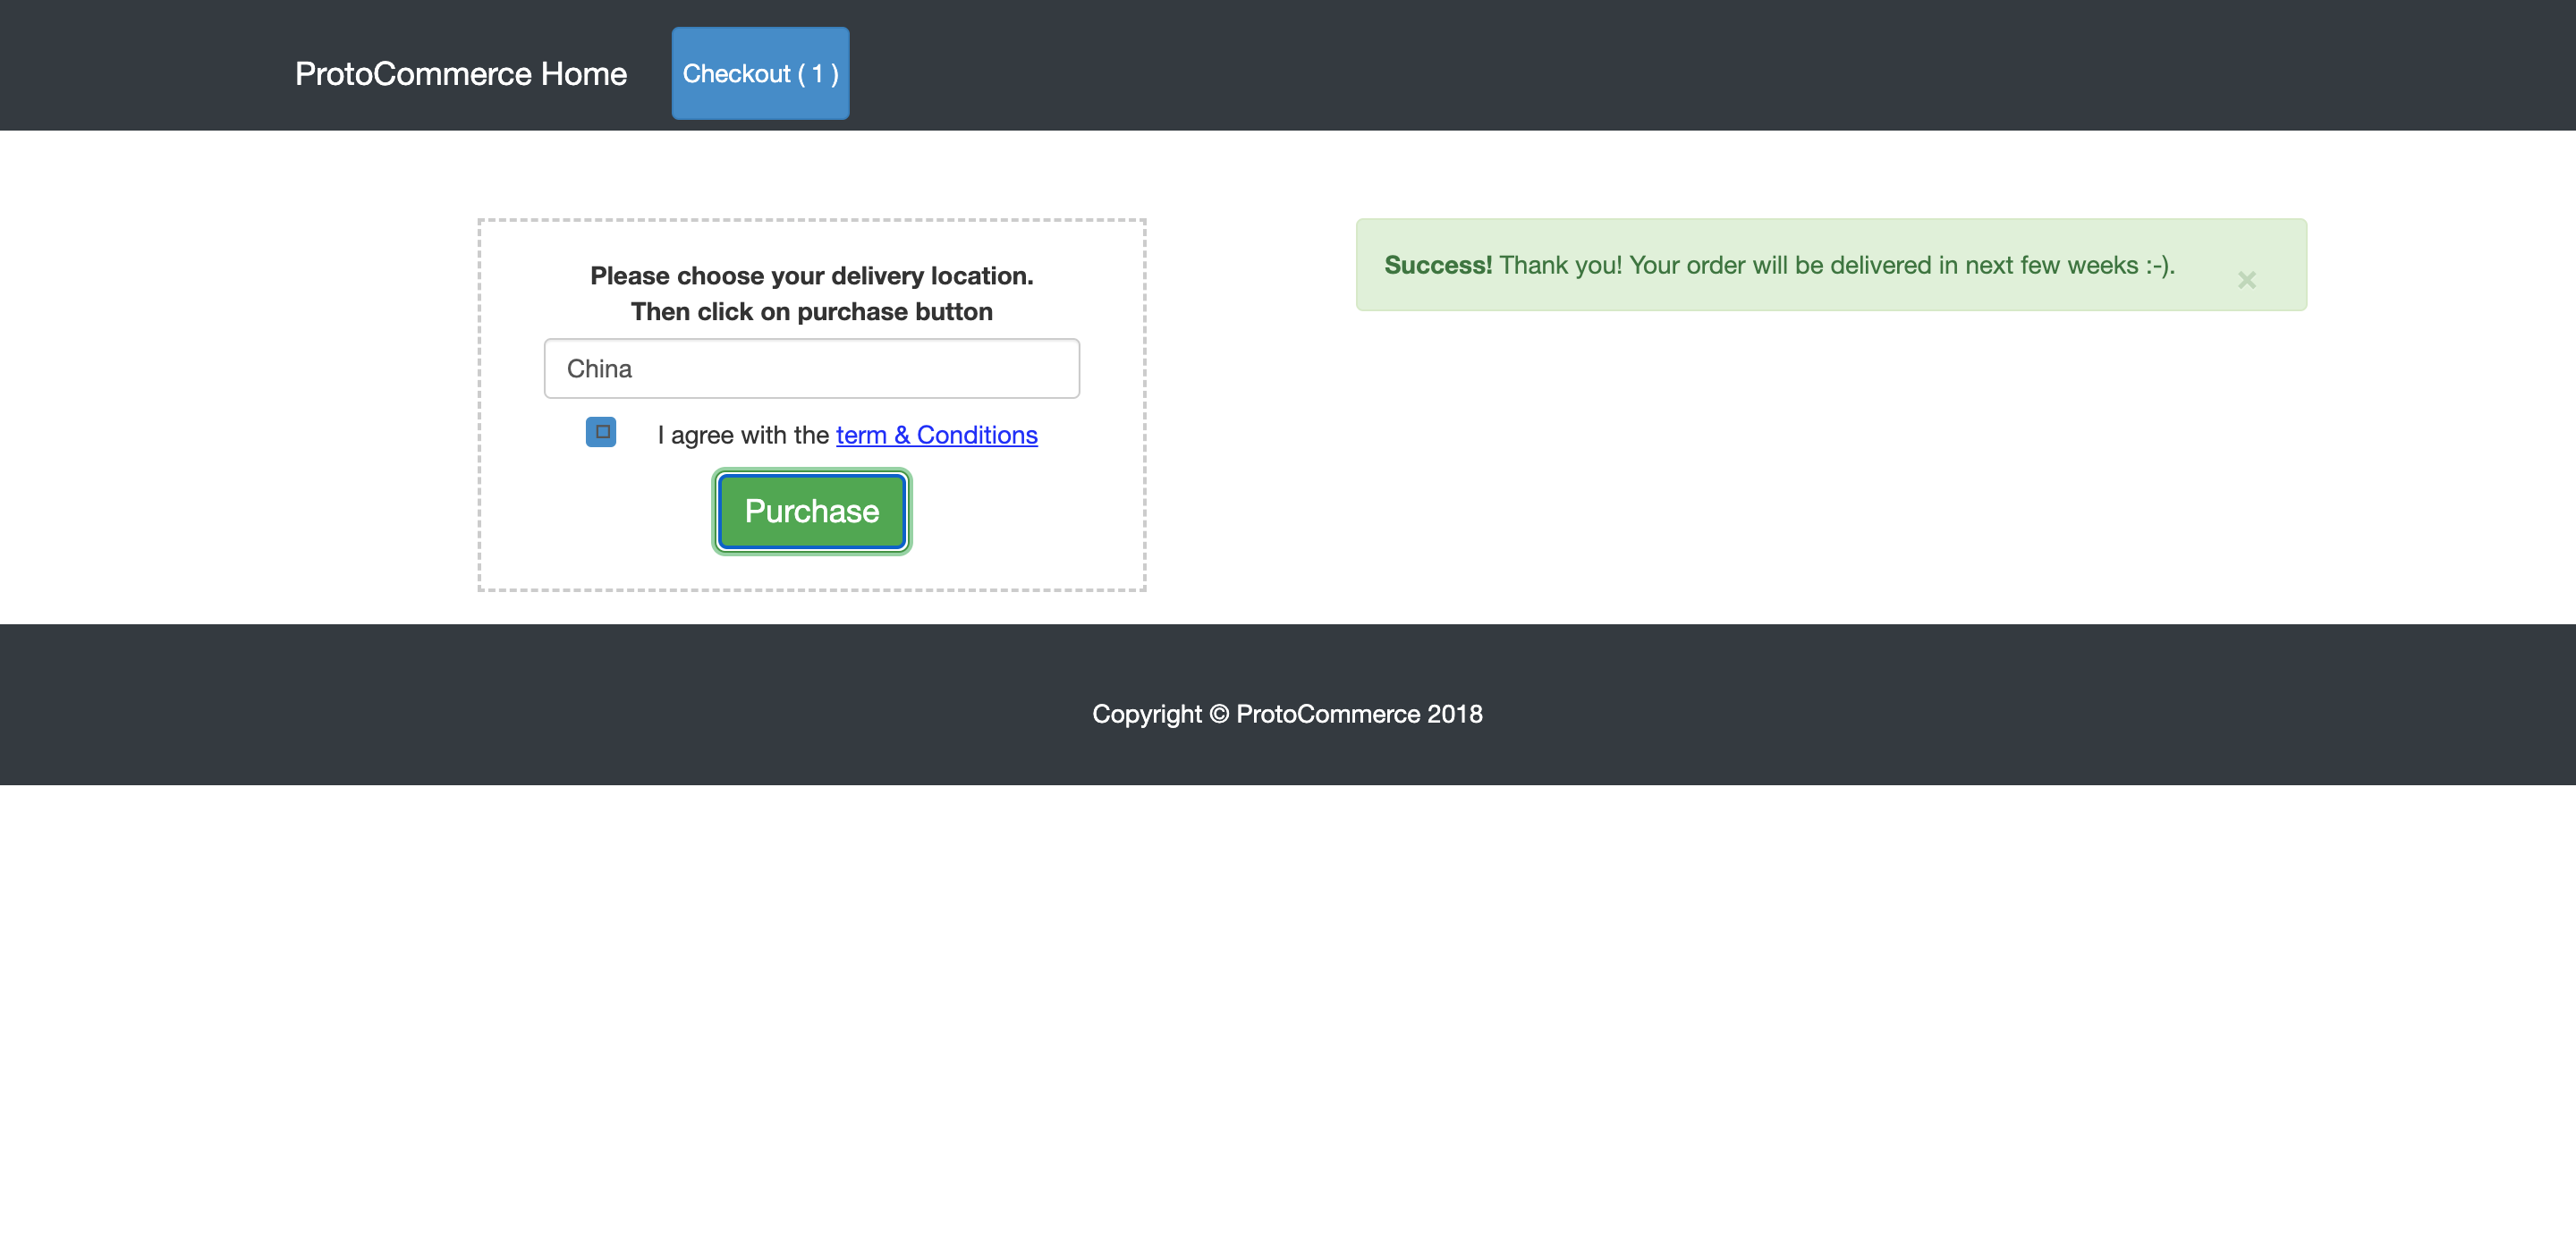 ProtoCommerce Home
Checkout ( 1 )
Please choose your delivery location.
Then click on purchase button
China
I agree with the term & Conditions
Purchase
Success! Thank you! Your order will be delivered in next few weeks :-).
×
Copyright © ProtoCommerce 2018